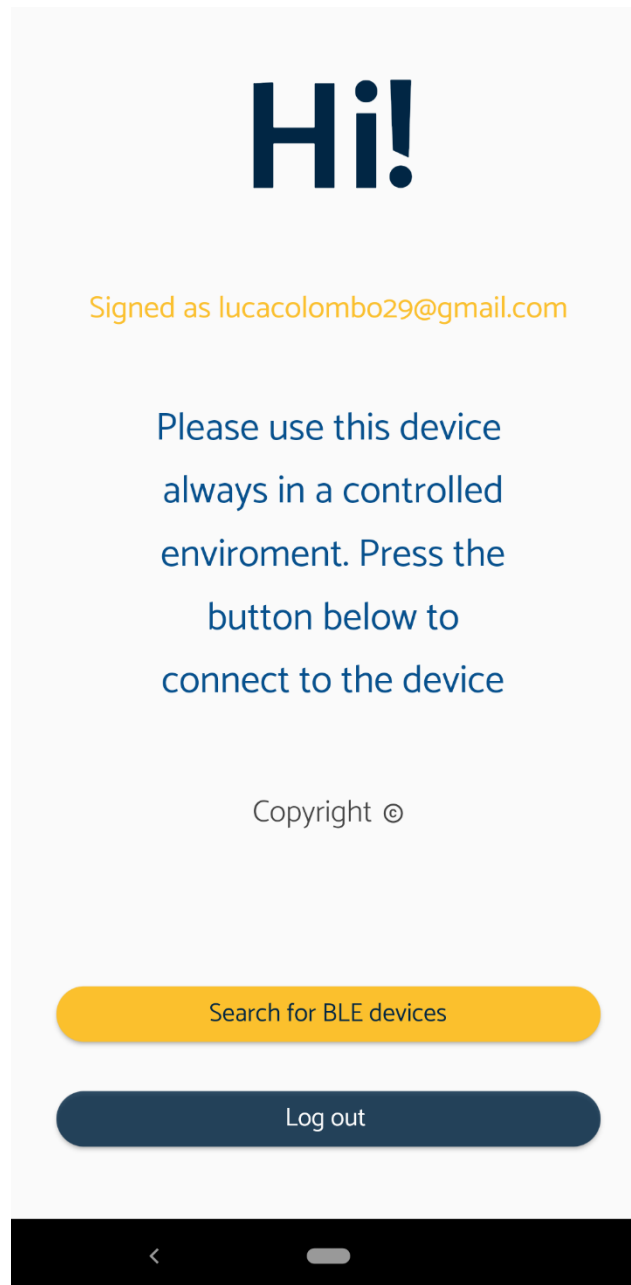 Hi!
Signed as lucacolombo29@gmail.com
Please use this device
always in a controlled
enviroment. Press the
button below to
connect to the device
Copyright ©
Search for BLE devices
Log out